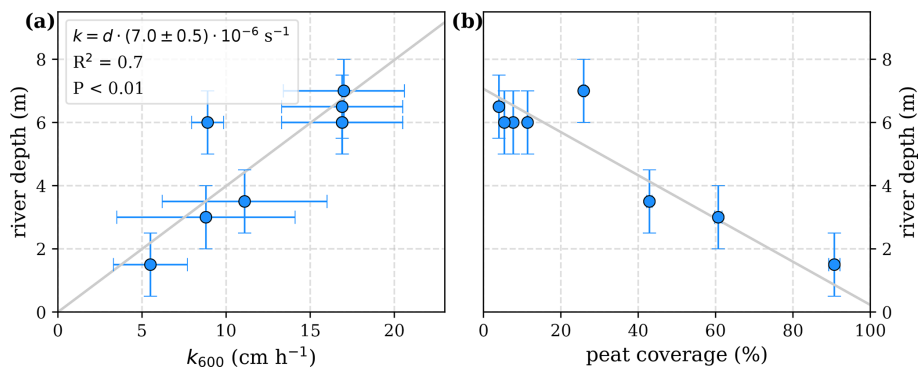 (a)
k = d · (7.0 ± 0.5) · 10⁻⁶ s⁻¹
R² = 0.7
P < 0.01
river depth (m)
0
2
4
6
8
0
5
10
15
20
k₆₀₀ (cm h⁻¹)
(b)
0
20
40
60
80
100
peat coverage (%)
0
2
4
6
8
river depth (m)